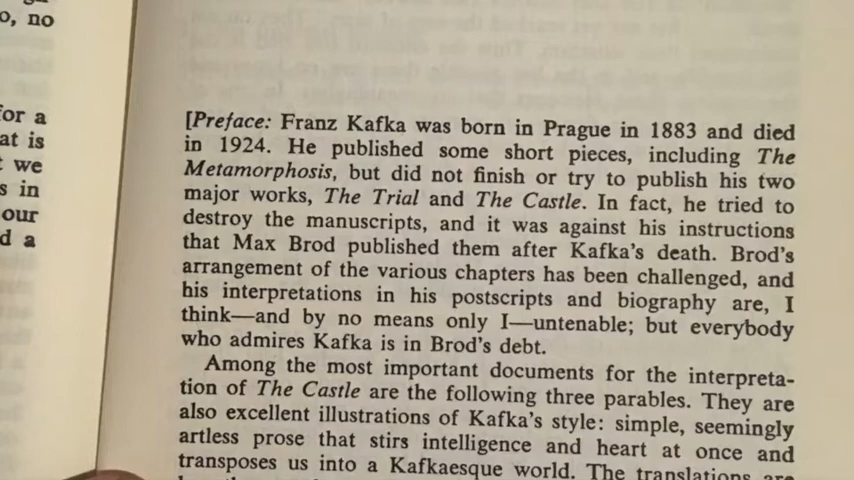 o, no
for a
at is
t we
s in
our
d a
[Preface: Franz Kafka was born in Prague in 1883 and died
in 1924. He published some short pieces, including The
Metamorphosis, but did not finish or try to publish his two
major works, The Trial and The Castle. In fact, he tried to
destroy the manuscripts, and it was against his instructions
that Max Brod published them after Kafka's death. Brod's
arrangement of the various chapters has been challenged, and
his interpretations in his postscripts and biography are, I
think—and by no means only I—untenable; but everybody
who admires Kafka is in Brod's debt.
Among the most important documents for the interpreta-
tion of The Castle are the following three parables. They are
also excellent illustrations of Kafka's style: simple, seemingly
artless prose that stirs intelligence and heart at once and
transposes us into a Kafkaesque world. The translations are